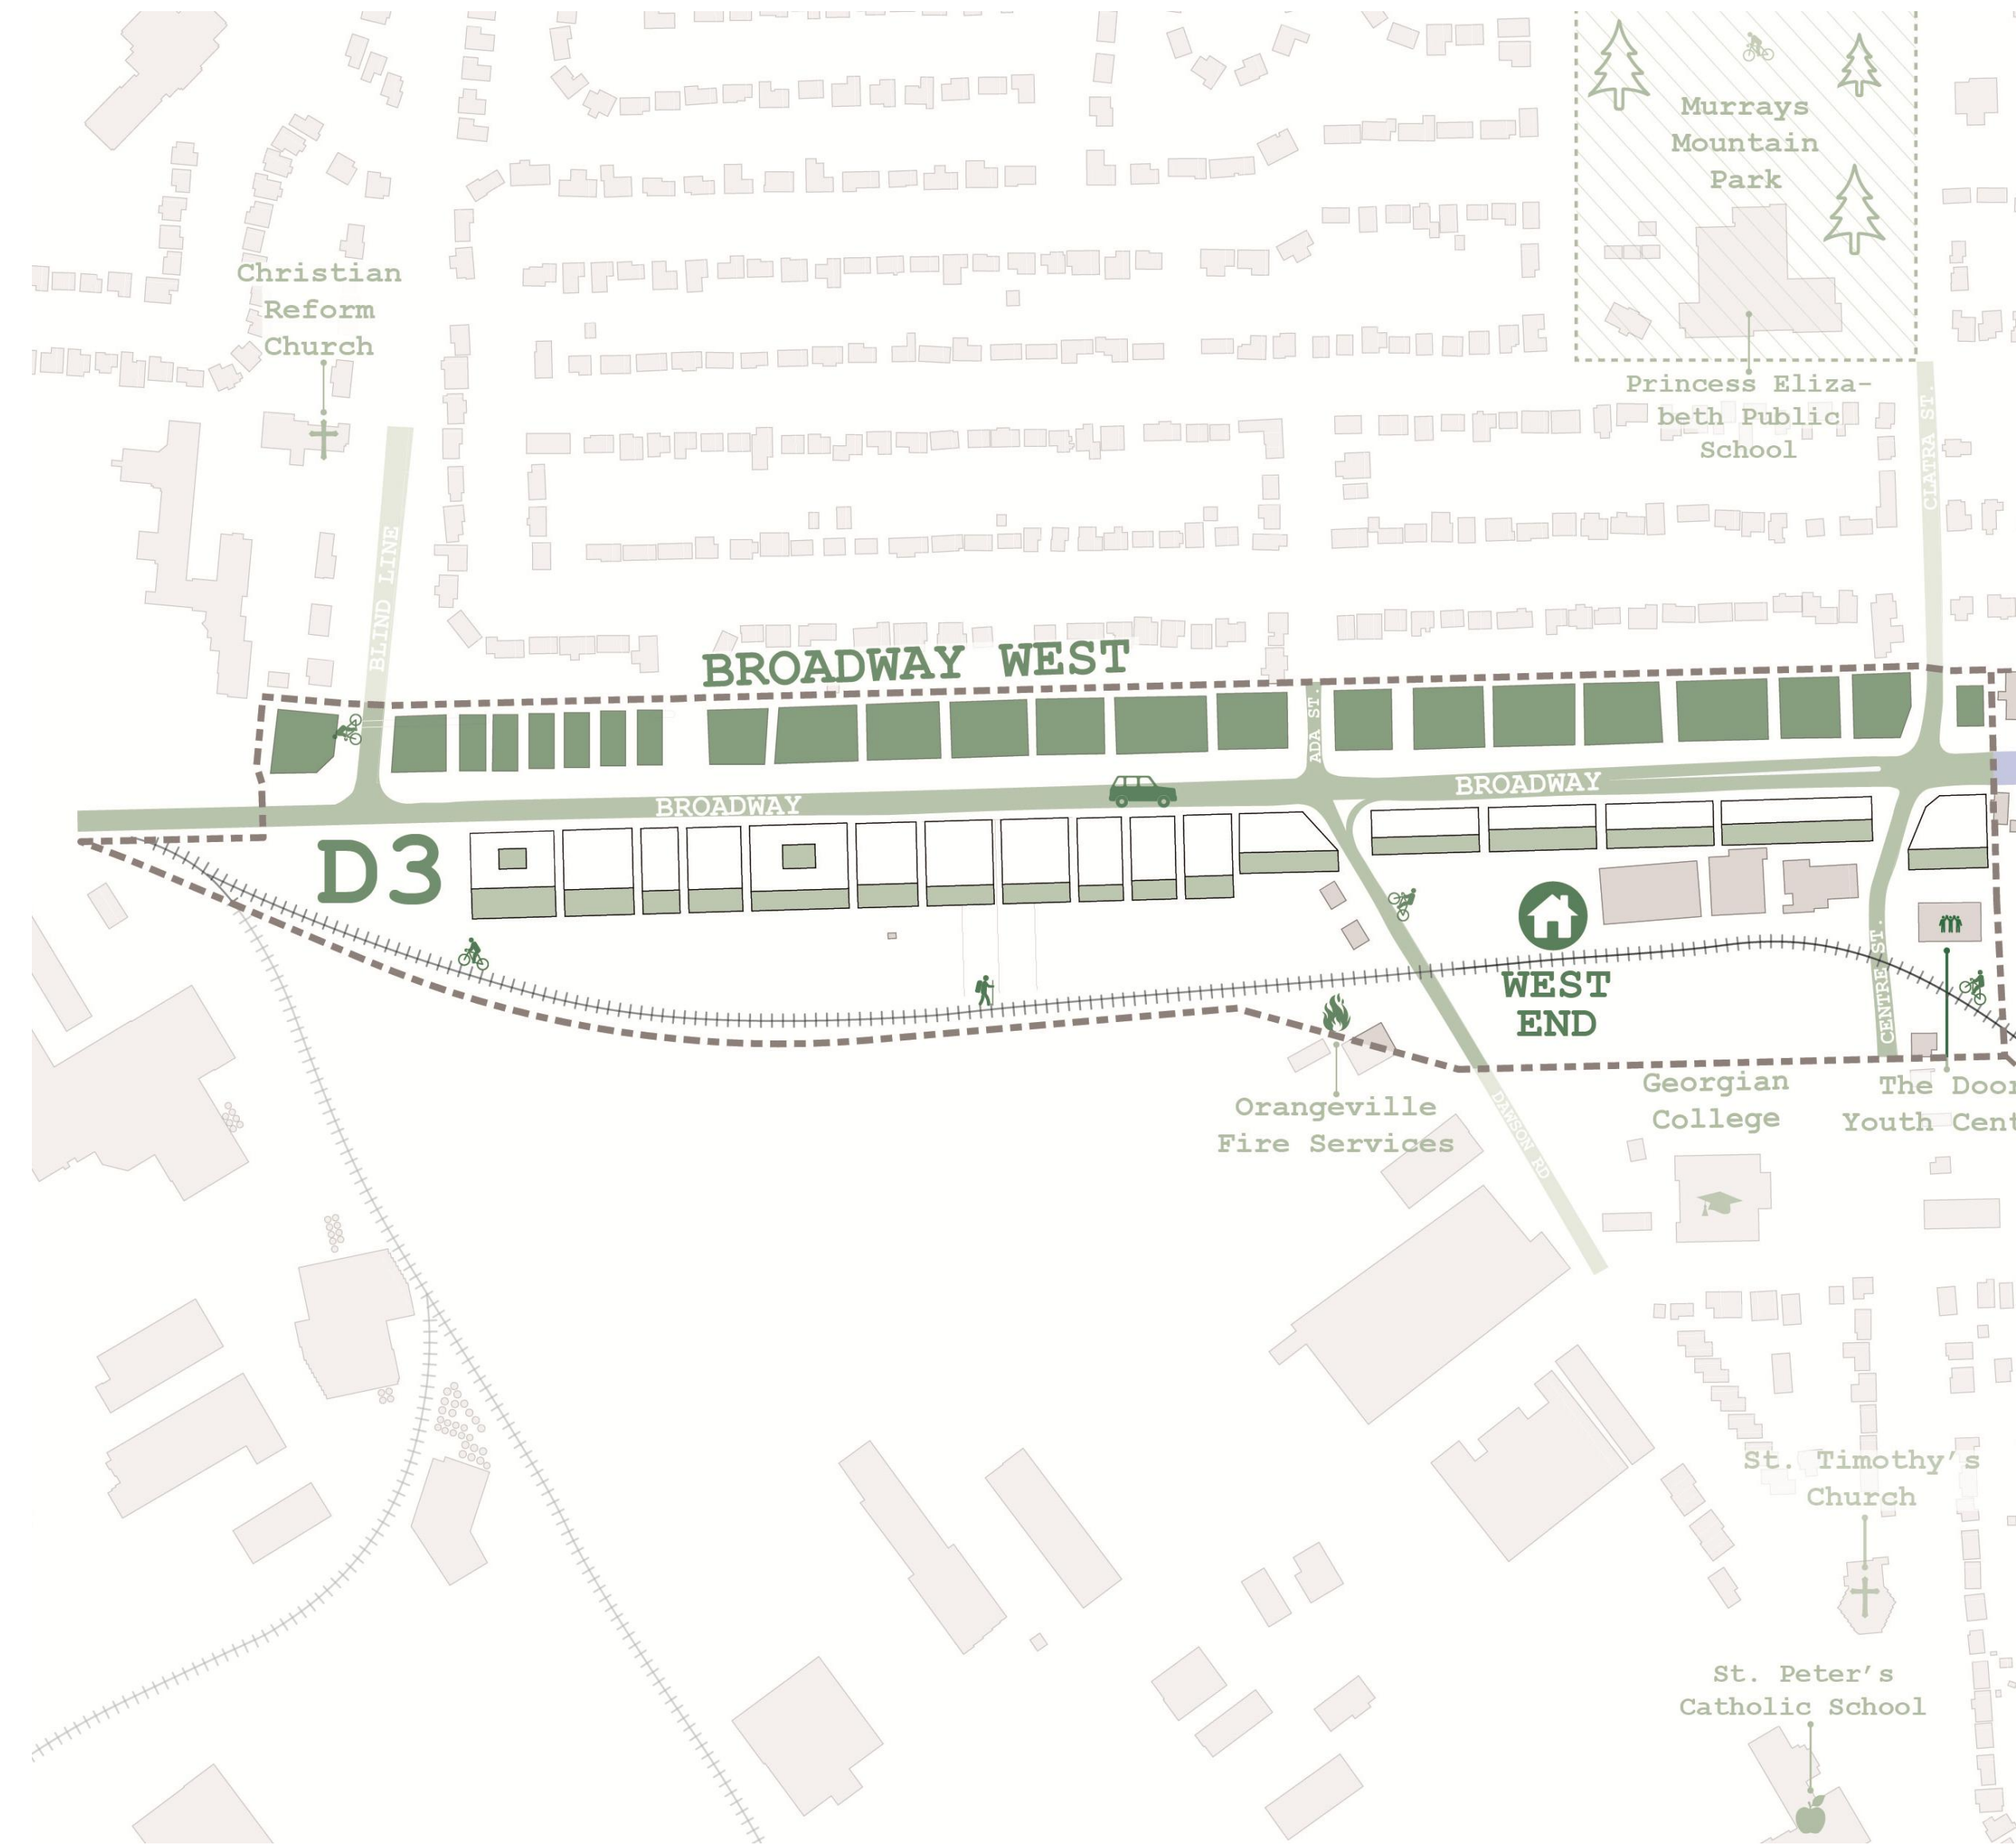 Murrays
Mountain
Park
Christian
Reform
Church
Princess Eliza-
beth Public
School
CLATRA ST.
BLIND LINE
BROADWAY WEST
ADA ST.
BROADWAY
BROADWAY
D3
CENTRE ST.
WEST
END
Georgian
College
The Door
Youth Cent
Orangeville
Fire Services
DAWSON RD
St. Timothy's
Church
St. Peter's
Catholic School